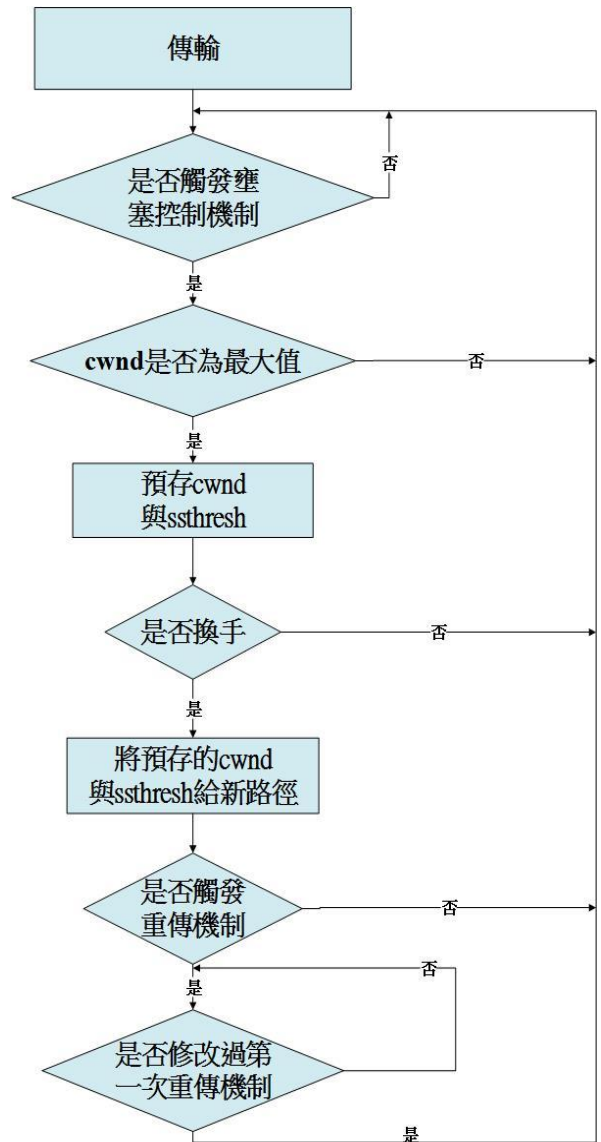 傳輸
否
是否觸發壅
塞控制機制
是
cwnd是否為最大值
否
是
預存cwnd
與ssthresh
是否換手
否
是
將預存的cwnd
與ssthresh給新路徑
是否觸發
重傳機制
否
否
是
是否修改過第
一次重傳機制
是